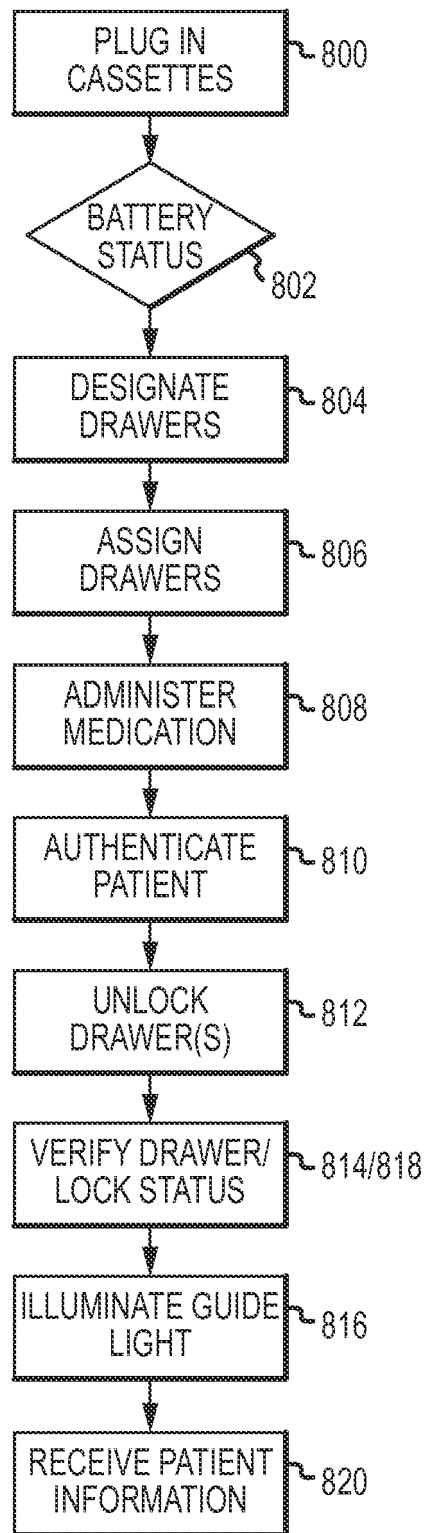 PLUG IN
CASSETTES
800
BATTERY
STATUS
802
DESIGNATE
DRAWERS
804
ASSIGN
DRAWERS
806
ADMINISTER
MEDICATION
808
AUTHENTICATE
PATIENT
810
UNLOCK
DRAWER(S)
812
VERIFY DRAWER/
LOCK STATUS
814/818
ILLUMINATE GUIDE
LIGHT
816
RECEIVE PATIENT
INFORMATION
820